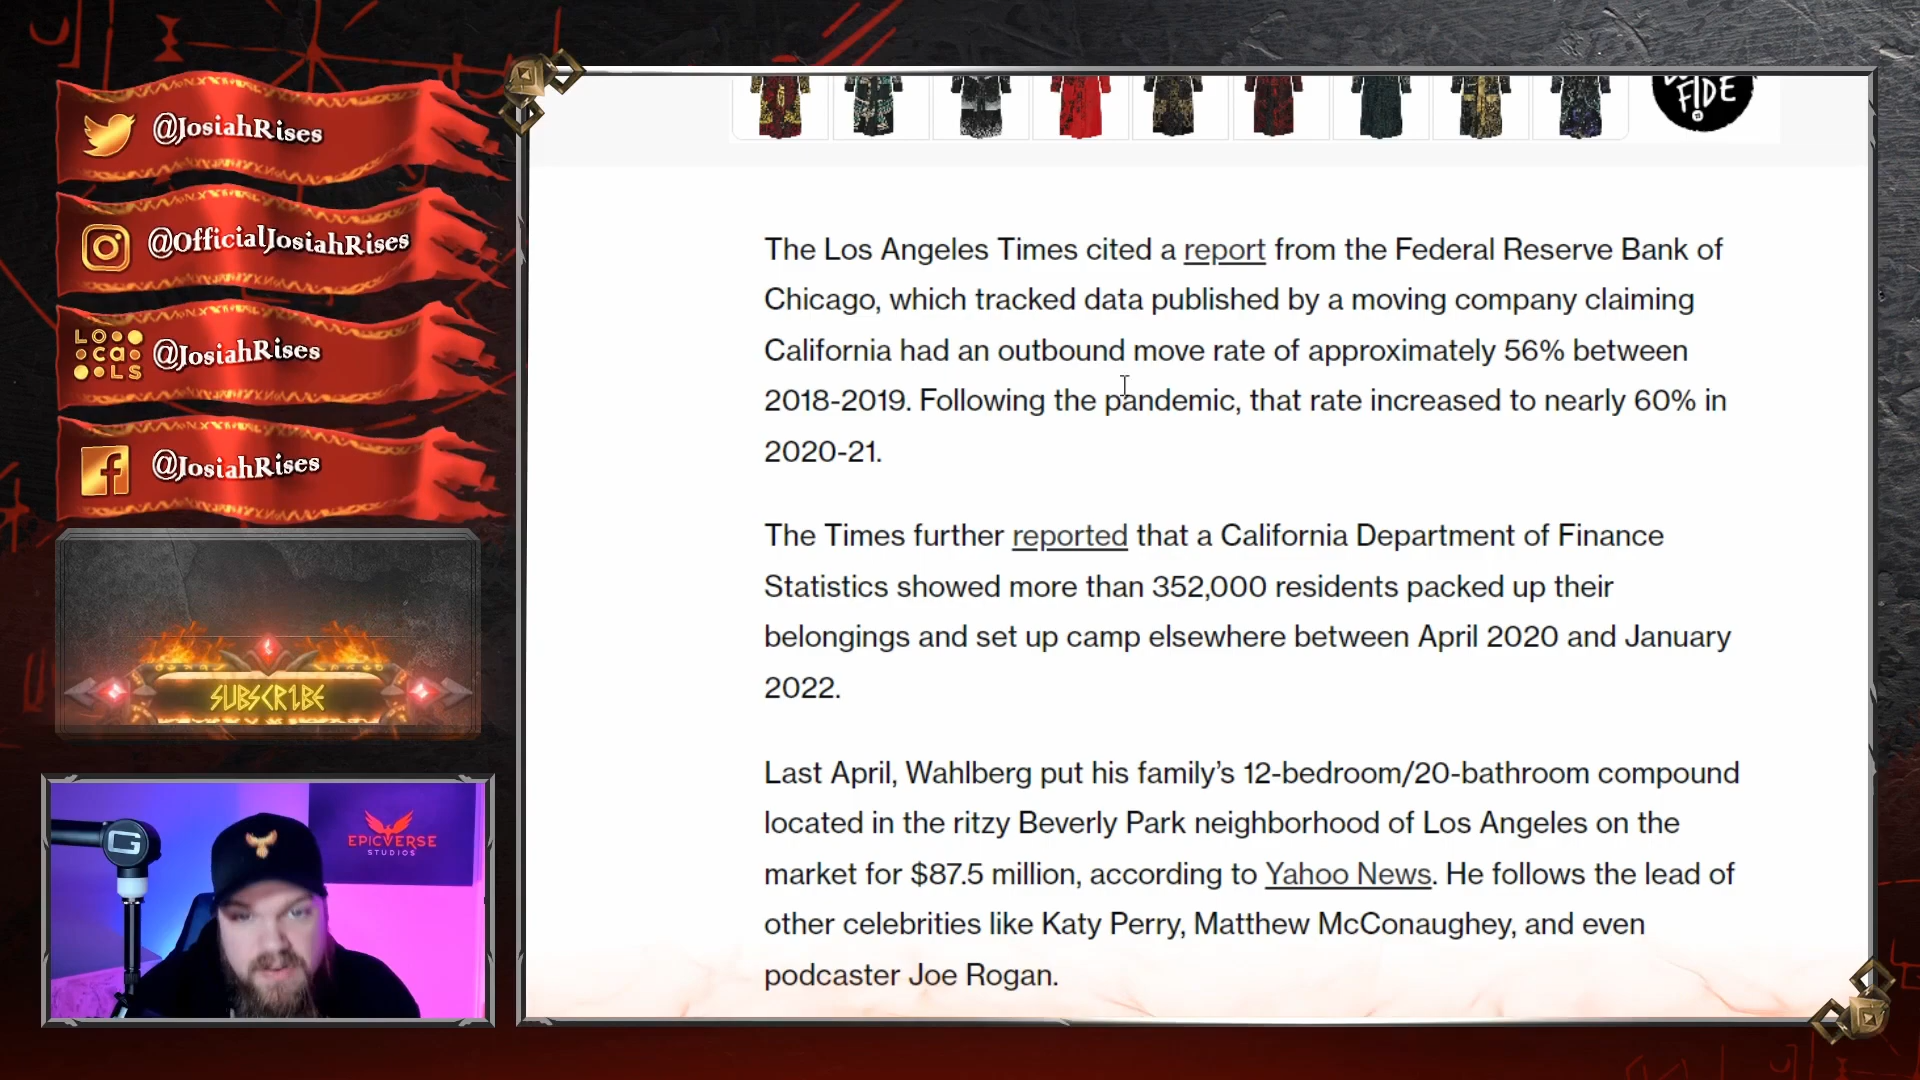 @JosiahRises
@OfficialJosiahRises
LO
ca
LS
@JosiahRises
@JosiahRises
SUBSCR1BE
G
EPICVERSE
STUDIOS
FIDE
The Los Angeles Times cited a report from the Federal Reserve Bank of
Chicago, which tracked data published by a moving company claiming
California had an outbound move rate of approximately 56% between
2018-2019. Following the pandemic, that rate increased to nearly 60% in
2020-21.
The Times further reported that a California Department of Finance
Statistics showed more than 352,000 residents packed up their
belongings and set up camp elsewhere between April 2020 and January
2022.
Last April, Wahlberg put his family’s 12-bedroom/20-bathroom compound
located in the ritzy Beverly Park neighborhood of Los Angeles on the
market for $87.5 million, according to Yahoo News. He follows the lead of
other celebrities like Katy Perry, Matthew McConaughey, and even
podcaster Joe Rogan.